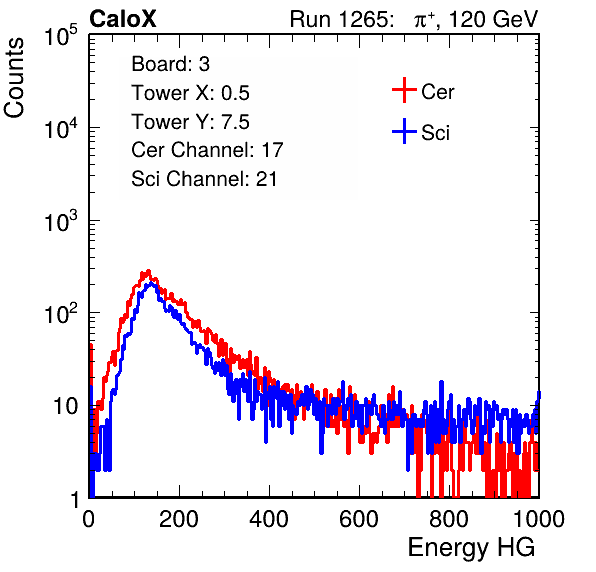 CaloX Run 1265: π⁺, 120 GeV
Counts
10⁵
10⁴
10³
10²
10
1
Board: 3
Tower X: 0.5
Tower Y: 7.5
Cer Channel: 17
Sci Channel: 21
Cer
Sci
0 200 400 600 800 1000
Energy HG